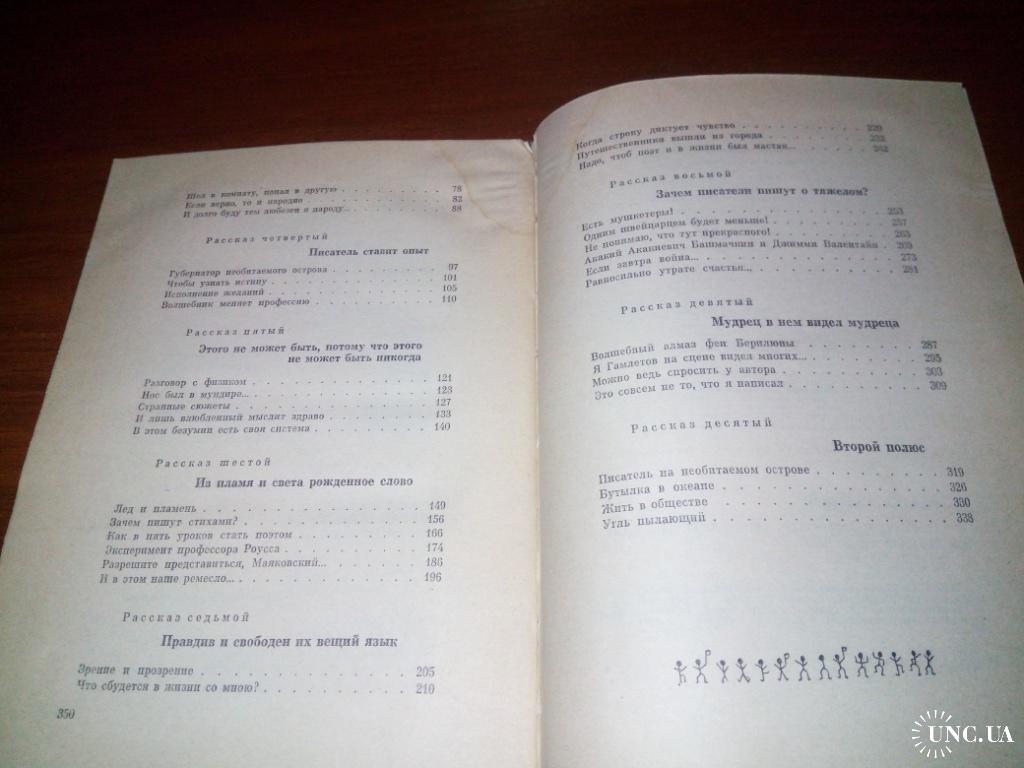 Шел в комнату, попал в другую . . . . . . . . . . 78
Если верно, то и народно . . . . . . . . . . 82
И долго буду тем любезен я народу... . . . . . . . . . 88
Рассказ четвертый
Писатель ставит опыт
Губернатор необитаемого острова . . . . . . . . . . 97
Чтобы узнать истину . . . . . . . . . . 101
Исполнение желаний . . . . . . . . . . 105
Волшебник меняет профессию . . . . . . . . . . 110
Рассказ пятый
Этого не может быть, потому что этого
не может быть никогда
Разговор с физиком . . . . . . . . . . 121
Нос был в мундире... . . . . . . . . . . 123
Странные сюжеты . . . . . . . . . . 127
И лишь влюбленный мыслит здраво . . . . . . . . . . 133
В этом безумии есть своя система . . . . . . . . . . 140
Рассказ шестой
Из пламя и света рожденное слово
Лед и пламень . . . . . . . . . . 149
Зачем пишут стихами? . . . . . . . . . . 156
Как в пять уроков стать поэтом . . . . . . . . . . 166
Эксперимент профессора Роусса . . . . . . . . . . 174
Разрешите представиться, Маяковский... . . . . . . . 186
И в этом наше ремесло... . . . . . . . . . . 196
Рассказ седьмой
Правдив и свободен их вещий язык
Зрение и прозрение . . . . . . . . . . 205
Что сбудется в жизни со мною? . . . . . . . . . . 210
350
Когда строку диктует чувство . . . . . . . . . . 220
Путешественники вышли из города . . . . . . . . . .
Надо, чтоб поэт и в жизни был мастак... . . . . . . . 242
Рассказ восьмой
Зачем писатели пишут о тяжелом?
Есть мушкетеры! . . . . . . . . . . 253
Одним швейцарцем будет меньше! . . . . . . . . . . 257
Не понимаю, что тут прекрасного! . . . . . . . . . . 263
Акакий Акакиевич Башмачкин и Джимми Валентайн . 269
Если завтра война... . . . . . . . . . . 273
Равносильно утрате счастья... . . . . . . . . . . 281
Рассказ девятый
Мудрец в нем видел мудреца
Волшебный алмаз феи Берилюны . . . . . . . . . . 287
Я Гамлетов на сцене видел многих... . . . . . . . . . 295
Можно ведь спросить у автора . . . . . . . . . . 303
Это совсем не то, что я написал . . . . . . . . . . 309
Рассказ десятый
Второй полюс
Писатель на необитаемом острове . . . . . . . . . . 319
Бутылка в океане . . . . . . . . . . 326
Жить в обществе . . . . . . . . . . 330
Угль пылающий . . . . . . . . . . 338
UNC.UA